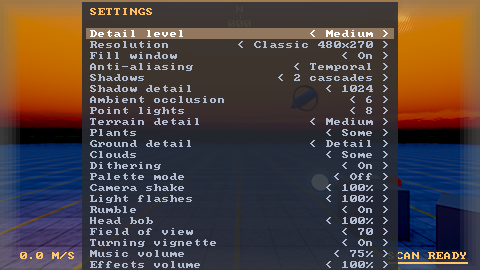 SETTINGS
Detail level < Medium >
Resolution < Classic 480x270 >
Fill window < On >
Anti-aliasing < Temporal >
Shadows < 2 cascades >
Shadow detail < 1024 >
Ambient occlusion < 6 >
Point lights < 8 >
Terrain detail < Medium >
Plants < Some >
Ground detail < Detail >
Clouds < Some >
Dithering < On >
Palette mode < Off >
Camera shake < 100% >
Light flashes < 100% >
Rumble < On >
Head bob < 100% >
Field of view < 70 >
Turning vignette < On >
Music volume < 75% >
Effects volume < 100% >
0.0 M/S
CAN READY